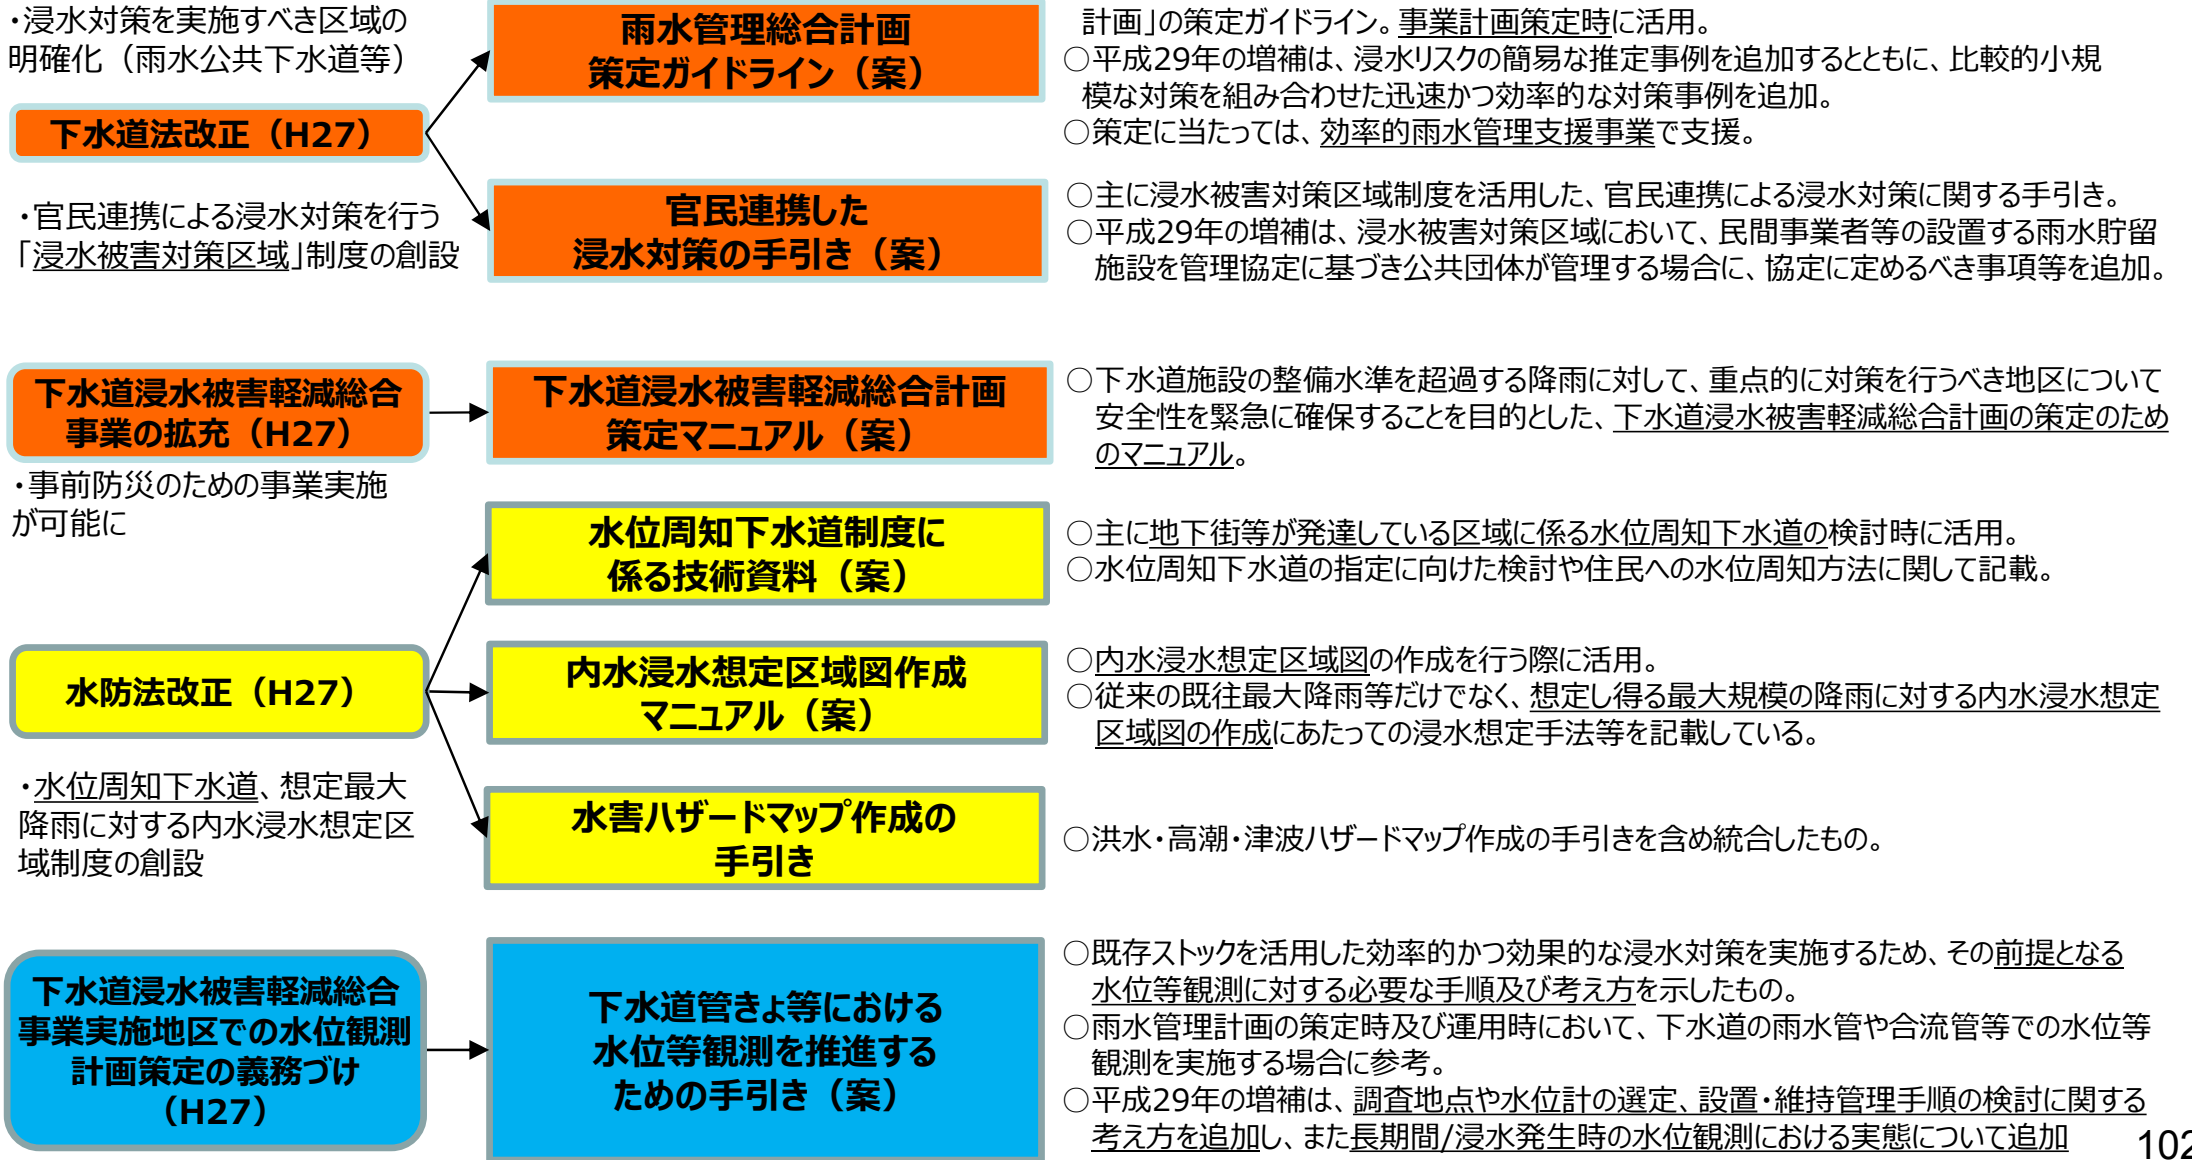 ・浸水対策を実施すべき区域の
明確化（雨水公共下水道等）
下水道法改正（H27）
・官民連携による浸水対策を行う
「浸水被害対策区域」制度の創設
雨水管理総合計画
策定ガイドライン（案）
計画」の策定ガイドライン。事業計画策定時に活用。
○平成29年の増補は、浸水リスクの簡易な推定事例を追加するとともに、比較的小規
模な対策を組み合わせた迅速かつ効率的な対策事例を追加。
○策定に当たっては、効率的雨水管理支援事業で支援。
官民連携した
浸水対策の手引き（案）
○主に浸水被害対策区域制度を活用した、官民連携による浸水対策に関する手引き。
○平成29年の増補は、浸水被害対策区域において、民間事業者等の設置する雨水貯留
施設を管理協定に基づき公共団体が管理する場合に、協定に定めるべき事項等を追加。
下水道浸水被害軽減総合
事業の拡充（H27）
・事前防災のための事業実施
が可能に
下水道浸水被害軽減総合計画
策定マニュアル（案）
○下水道施設の整備水準を超過する降雨に対して、重点的に対策を行うべき地区について
安全性を緊急に確保することを目的とした、下水道浸水被害軽減総合計画の策定のため
のマニュアル。
水防法改正（H27）
・水位周知下水道、想定最大
降雨に対する内水浸水想定区
域制度の創設
水位周知下水道制度に
係る技術資料（案）
○主に地下街等が発達している区域に係る水位周知下水道の検討時に活用。
○水位周知下水道の指定に向けた検討や住民への水位周知方法に関して記載。
内水浸水想定区域図作成
マニュアル（案）
○内水浸水想定区域図の作成を行う際に活用。
○従来の既往最大降雨等だけでなく、想定し得る最大規模の降雨に対する内水浸水想定
区域図の作成にあたっての浸水想定手法等を記載している。
水害ハザードマップ作成の
手引き
○洪水・高潮・津波ハザードマップ作成の手引きを含め統合したもの。
下水道浸水被害軽減総合
事業実施地区での水位観測
計画策定の義務づけ
（H27）
下水道管きょ等における
水位等観測を推進する
ための手引き（案）
○既存ストックを活用した効率的かつ効果的な浸水対策を実施するため、その前提となる
水位等観測に対する必要な手順及び考え方を示したもの。
○雨水管理計画の策定時及び運用時において、下水道の雨水管や合流管等での水位等
観測を実施する場合に参考。
○平成29年の増補は、調査地点や水位計の選定、設置・維持管理手順の検討に関する
考え方を追加し、また長期間/浸水発生時の水位観測における実態について追加
102